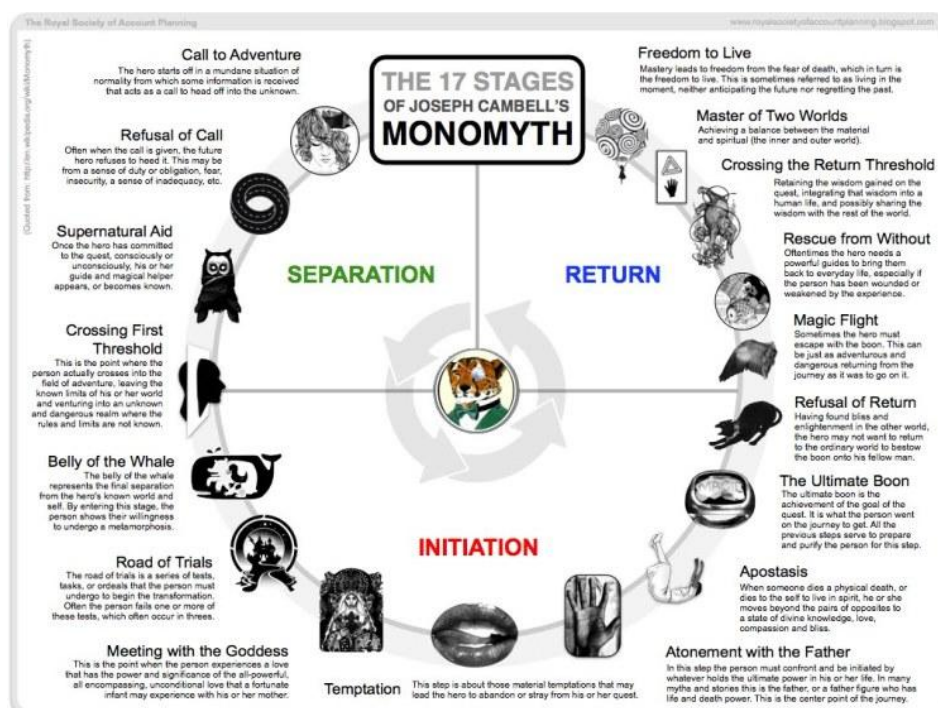 The Royal Society of Account Planning
www.royalsocietyofaccountplanning.blogspot.com
(Quoted from: http://en.wikipedia.org/wiki/Monomyth)
THE 17 STAGES
OF JOSEPH CAMBELL'S
MONOMYTH
Call to Adventure
The hero starts off in a mundane situation of
normality from which some information is received
that acts as a call to head off into the unknown.
Refusal of Call
Often when the call is given, the future
hero refuses to heed it. This may be
from a sense of duty or obligation, fear,
insecurity, a sense of inadequacy, etc.
Supernatural Aid
Once the hero has committed
to the quest, consciously or
unconsciously, his or her
guide and magical helper
appears, or becomes known.
Crossing First
Threshold
This is the point where the
person actually crosses into the
field of adventure, leaving the
known limits of his or her world
and venturing into an unknown
and dangerous realm where the
rules and limits are not known.
Belly of the Whale
The belly of the whale
represents the final separation
from the hero's known world and
self. By entering this stage, the
person shows their willingness
to undergo a metamorphosis.
Road of Trials
The road of trials is a series of tests,
tasks, or ordeals that the person must
undergo to begin the transformation.
Often the person fails one or more of
these tests, which often occur in threes.
Meeting with the Goddess
This is the point when the person experiences a love
that has the power and significance of the all-powerful,
all encompassing, unconditional love that a fortunate
infant may experience with his or her mother.
Temptation
This step is about those material temptations that may
lead the hero to abandon or stray from his or her quest.
SEPARATION
RETURN
INITIATION
Freedom to Live
Mastery leads to freedom from the fear of death, which in turn is
the freedom to live. This is sometimes referred to as living in the
moment, neither anticipating the future nor regretting the past.
Master of Two Worlds
Achieving a balance between the material
and spiritual (the inner and outer world).
Crossing the Return Threshold
Retaining the wisdom gained on the
quest, integrating that wisdom into a
human life, and possibly sharing the
wisdom with the rest of the world.
Rescue from Without
Oftentimes the hero needs a
powerful guides to bring them
back to everyday life, especially if
the person has been wounded or
weakened by the experience.
Magic Flight
Sometimes the hero must
escape with the boon. This can
be just as adventurous and
dangerous returning from the
journey as it was to go on it.
Refusal of Return
Having found bliss and
enlightenment in the other world,
the hero may not want to return
to the ordinary world to bestow
the boon onto his fellow man.
The Ultimate Boon
The ultimate boon is the
achievement of the goal of the
quest. It is what the person went
on the journey to get. All the
previous steps serve to prepare
and purify the person for this step.
Apostasis
When someone dies a physical death, or
dies to the self to live in spirit, he or she
moves beyond the pairs of opposites to
a state of divine knowledge, love,
compassion and bliss.
Atonement with the Father
In this step the person must confront and be initiated by
whatever holds the ultimate power in his or her life. In many
myths and stories this is the father, or a father figure who has
life and death power. This is the center point of the journey.